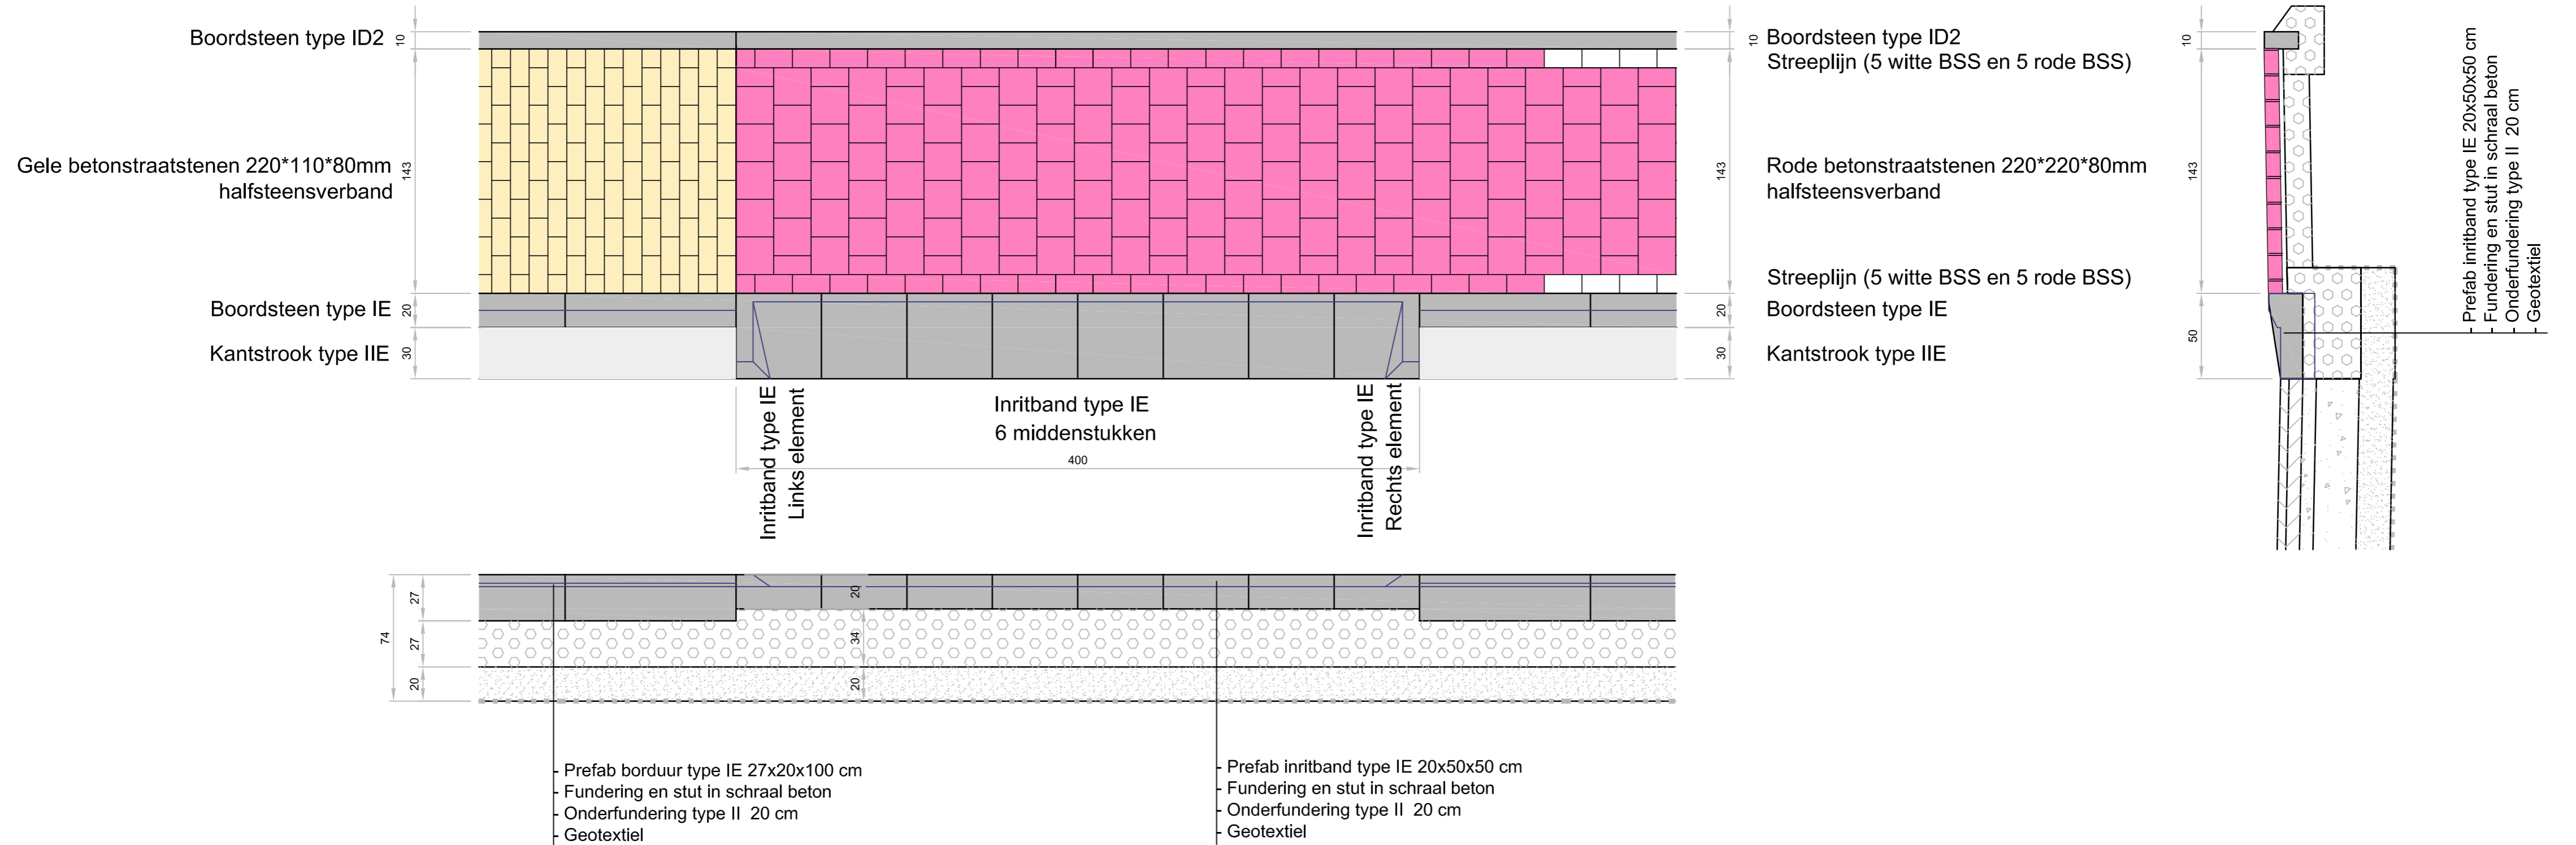 Boordsteen type ID2
10
Gele betonstraatstenen 220*110*80mm
halfsteensverband
143
Boordsteen type IE
20
Kantstrook type IIE
30
10
Boordsteen type ID2
Streeplijn (5 witte BSS en 5 rode BSS)
143
Rode betonstraatstenen 220*220*80mm
halfsteensverband
Streeplijn (5 witte BSS en 5 rode BSS)
20
Boordsteen type IE
30
Kantstrook type IIE
Inritband type IE
Links element
Inritband type IE
6 middenstukken
400
Inritband type IE
Rechts element
10
143
50
Prefab inritband type IE 20x50x50 cm
Fundering en stut in schraal beton
Onderfundering type II 20 cm
Geotextiel
74
27
27
20
20
34
20
Prefab borduur type IE 27x20x100 cm
Fundering en stut in schraal beton
Onderfundering type II 20 cm
Geotextiel
Prefab inritband type IE 20x50x50 cm
Fundering en stut in schraal beton
Onderfundering type II 20 cm
Geotextiel